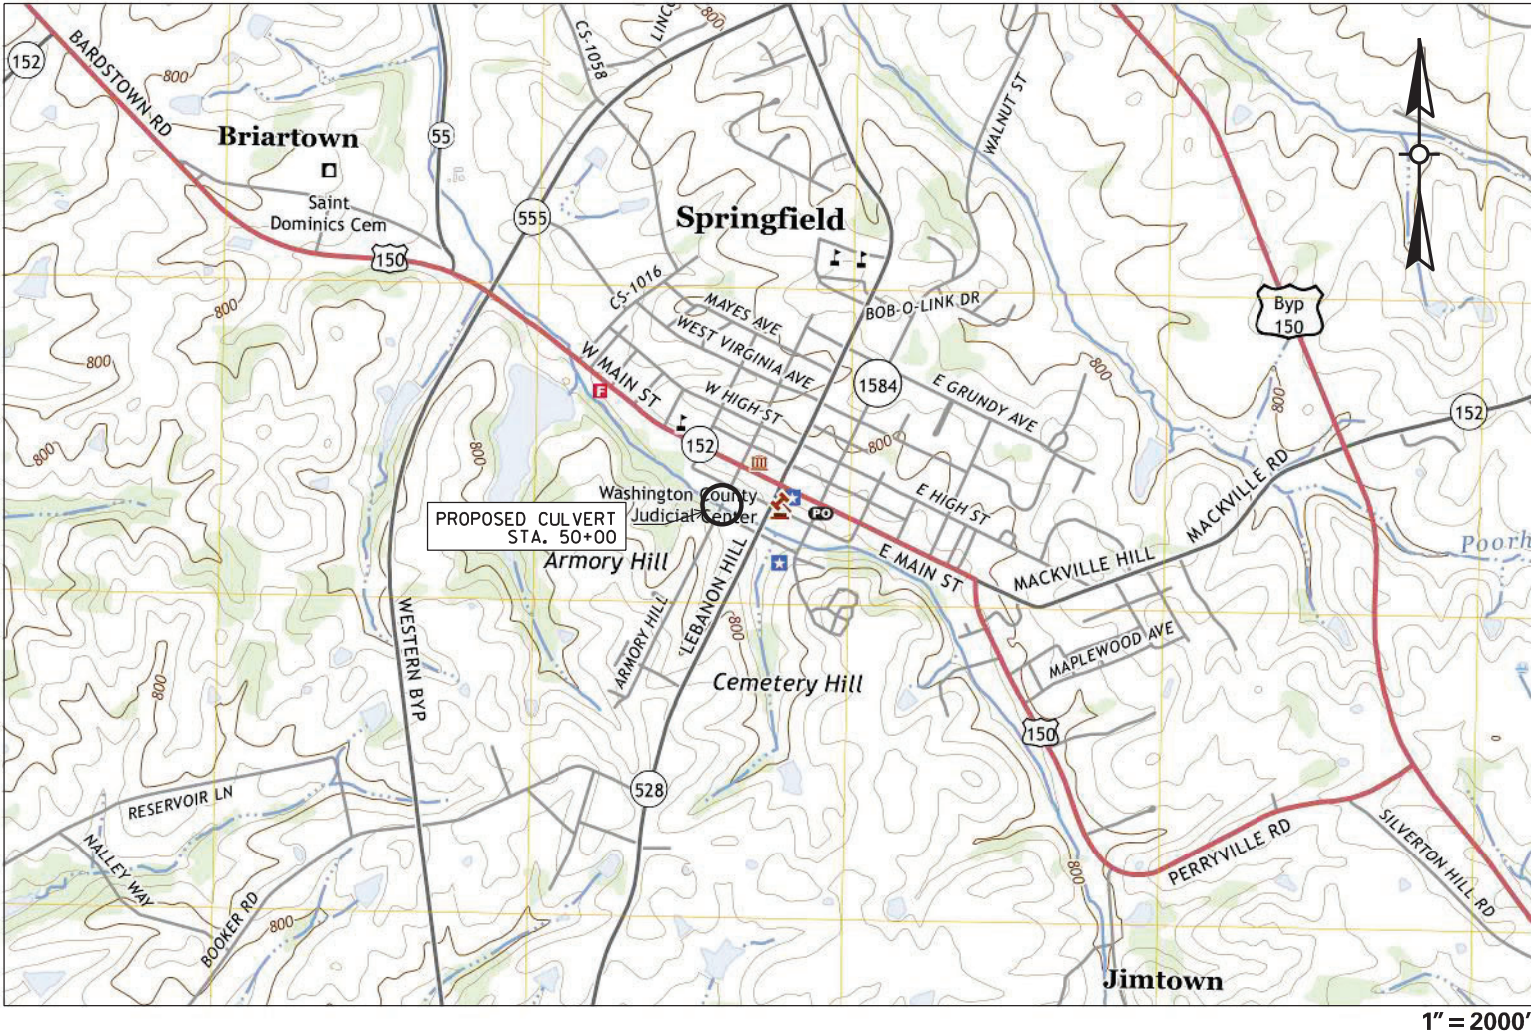 152
BARDSTOWN RD
800
Briartown
Saint
Dominics Cem
55
150
CS-1058
LINC
800
555
Springfield
WALNUT ST
CS-1016
MAYES AVE
WEST VIRGINIA AVE
BOB-O-LINK DR
Byp
150
800
800
W MAIN ST
F
W HIGH ST
1584
E GRUNDY AVE
800
800
152
800
800
152
800
Washington County
Judicial Center
PROPOSED CULVERT
STA. 50+00
PO
E HIGH ST
MACKVILLE RD
Poorh
Armory Hill
E MAIN ST
MACKVILLE HILL
WESTERN BYP
ARMORY HILL
LEBANON HILL
800
MAPLEWOOD AVE
Cemetery Hill
800
150
528
RESERVOIR LN
NALLEY WAY
BOOKER RD
800
800
PERRYVILLE RD
SILVERTON HILL RD
Jimtown
1" = 2000'